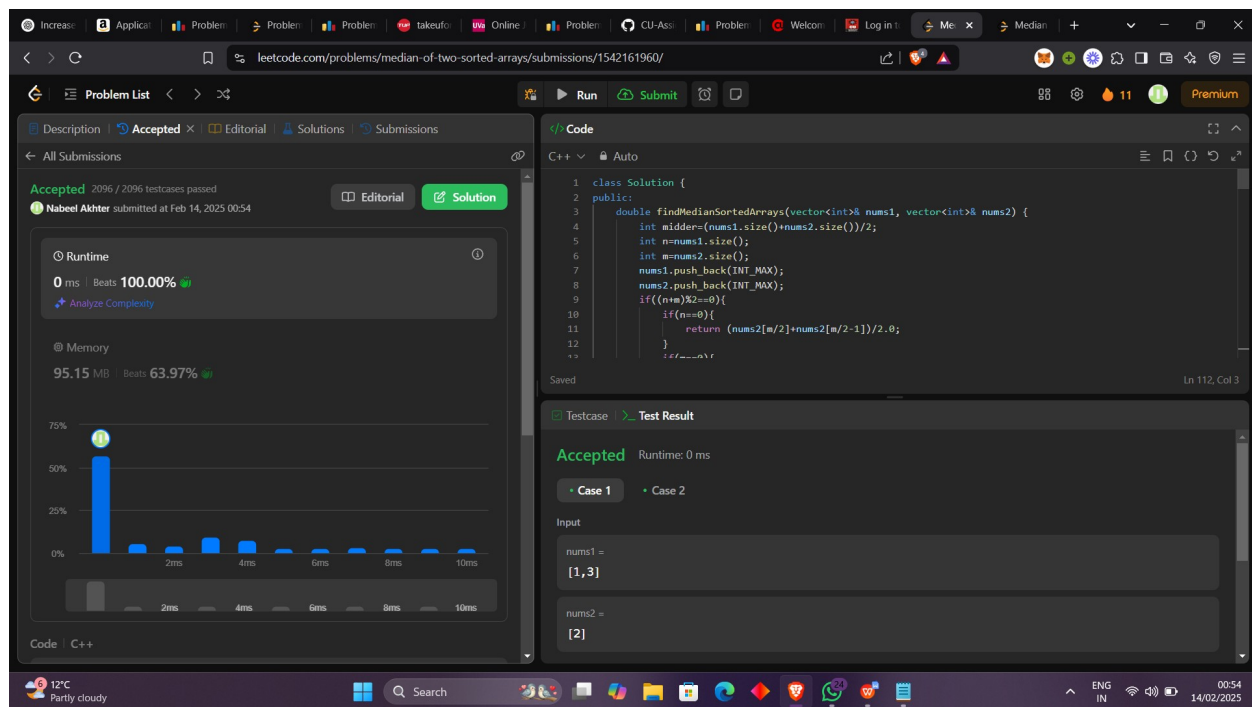 Increase
Applicat
Problem
Problem
Problem
takeufo
UVa Online J
Problem
CU-Assi
Problem
Welcom
Log in t
Me
Median
leetcode.com/problems/median-of-two-sorted-arrays/submissions/1542161960/
Problem List
Run
Submit
11
Premium
Description
Accepted
Editorial
Solutions
Submissions
All Submissions
Accepted 2096 / 2096 testcases passed
Nabeel Akhter submitted at Feb 14, 2025 00:54
Editorial
Solution
Runtime
0 ms Beats 100.00%
Analyze Complexity
Memory
95.15 MB Beats 63.97%
75%
50%
25%
0%
2ms 4ms 6ms 8ms 10ms
2ms 4ms 6ms 8ms 10ms
Code C++
</> Code
C++ Auto
1 class Solution {
2 public:
3 double findMedianSortedArrays(vector<int>& nums1, vector<int>& nums2) {
4 int midder=(nums1.size()+nums2.size())/2;
5 int n=nums1.size();
6 int m=nums2.size();
7 nums1.push_back(INT_MAX);
8 nums2.push_back(INT_MAX);
9 if((n+m)%2==0){
10 if(n==0){
11 return (nums2[m/2]+nums2[m/2-1])/2.0;
12 }
13 if(m==0){
Saved
Ln 112, Col 3
Testcase
Test Result
Accepted Runtime: 0 ms
• Case 1
• Case 2
Input
nums1 =
[1,3]
nums2 =
[2]
6
12°C
Partly cloudy
Search
24
ENG
IN
00:54
14/02/2025